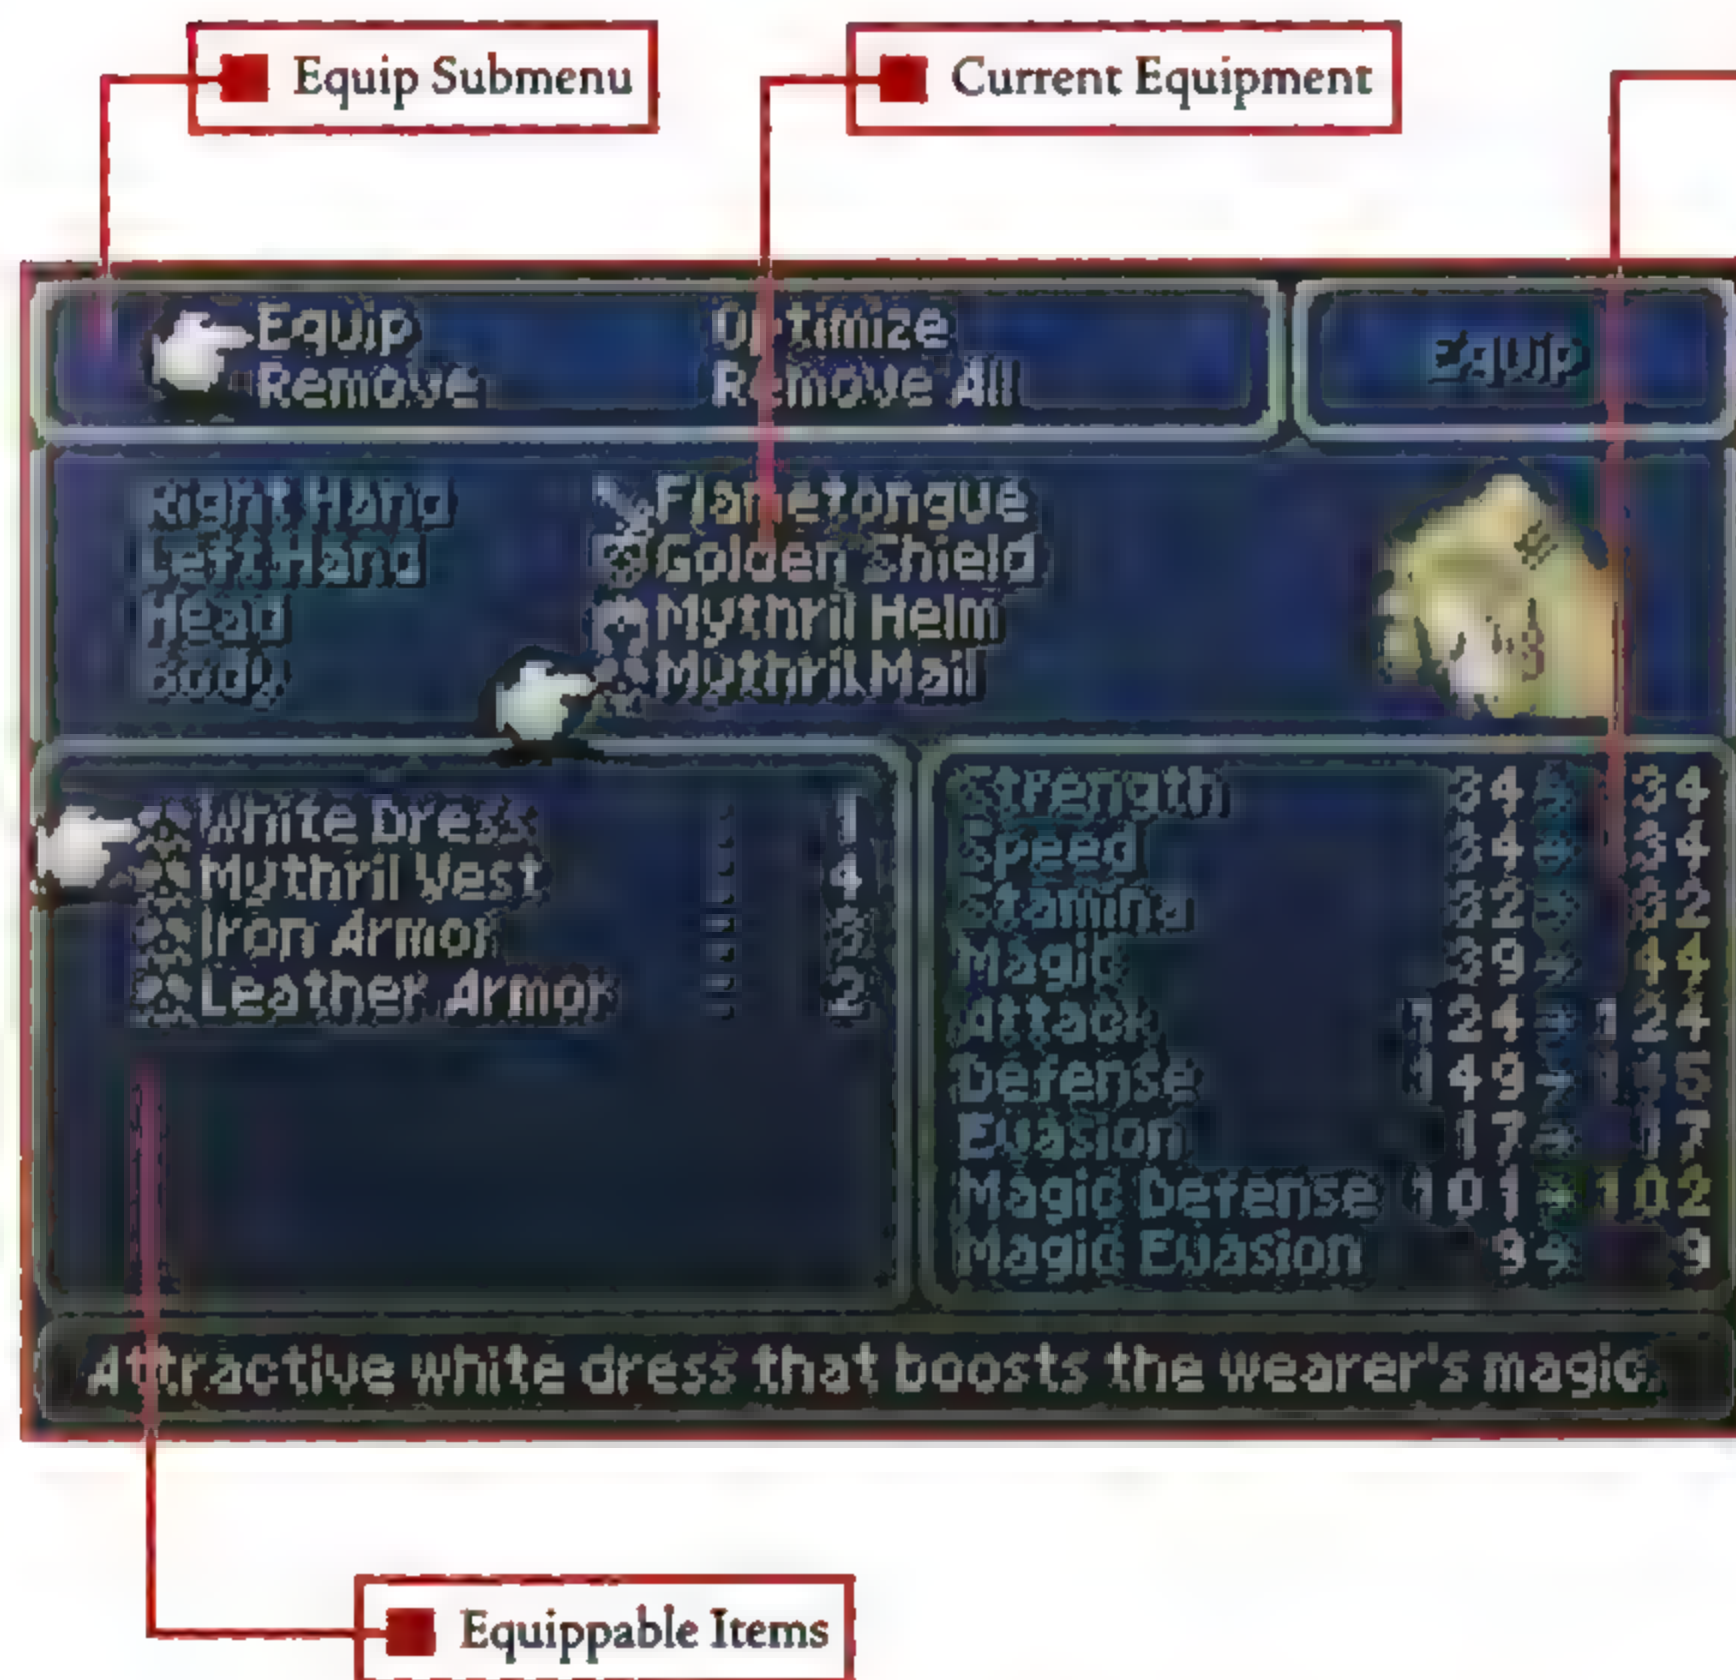 Equip Submenu
Current Equipment
Equip Optimize
Remove Remove All
Equip
Right Hand Flametongue
Left Hand Golden Shield
Head Mythril Helm
Body Mythril Mail
White Dress : 1
Mythril Vest : 4
Iron Armor : 3
Leather Armor : 2
Strength 34 34
Speed 34 34
Stamina 32 32
Magic 39 44
Attack 124 124
Defense 149
Evasion 17 17
Magic Defense 101 102
Magic Evasion 9 9
Attractive white dress that boosts the wearer's magic.
Equippable Items